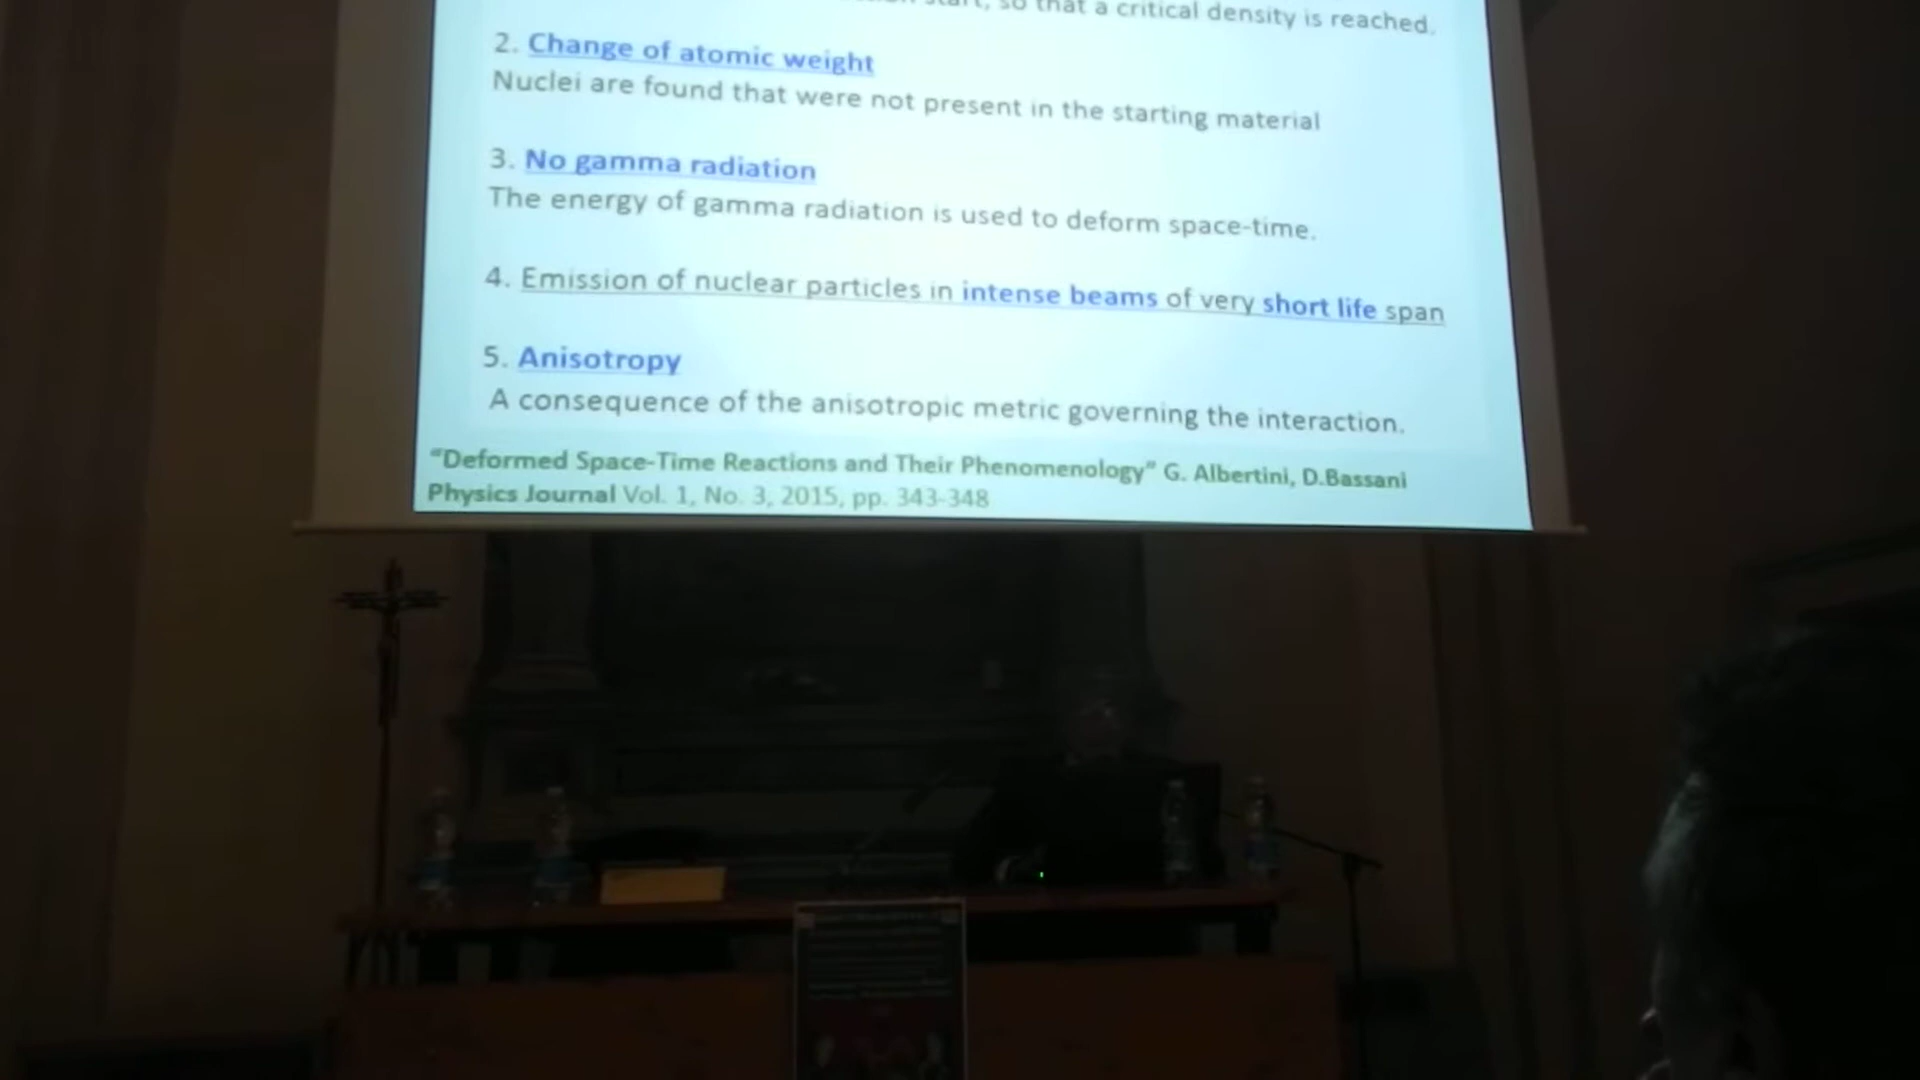 so that a critical density is reached.
2. Change of atomic weight
Nuclei are found that were not present in the starting material
3. No gamma radiation
The energy of gamma radiation is used to deform space-time.
4. Emission of nuclear particles in intense beams of very short life span
5. Anisotropy
A consequence of the anisotropic metric governing the interaction.
"Deformed Space-Time Reactions and Their Phenomenology" G. Albertini, D.Bassani
Physics Journal Vol. 1, No. 3, 2015, pp. 343-348